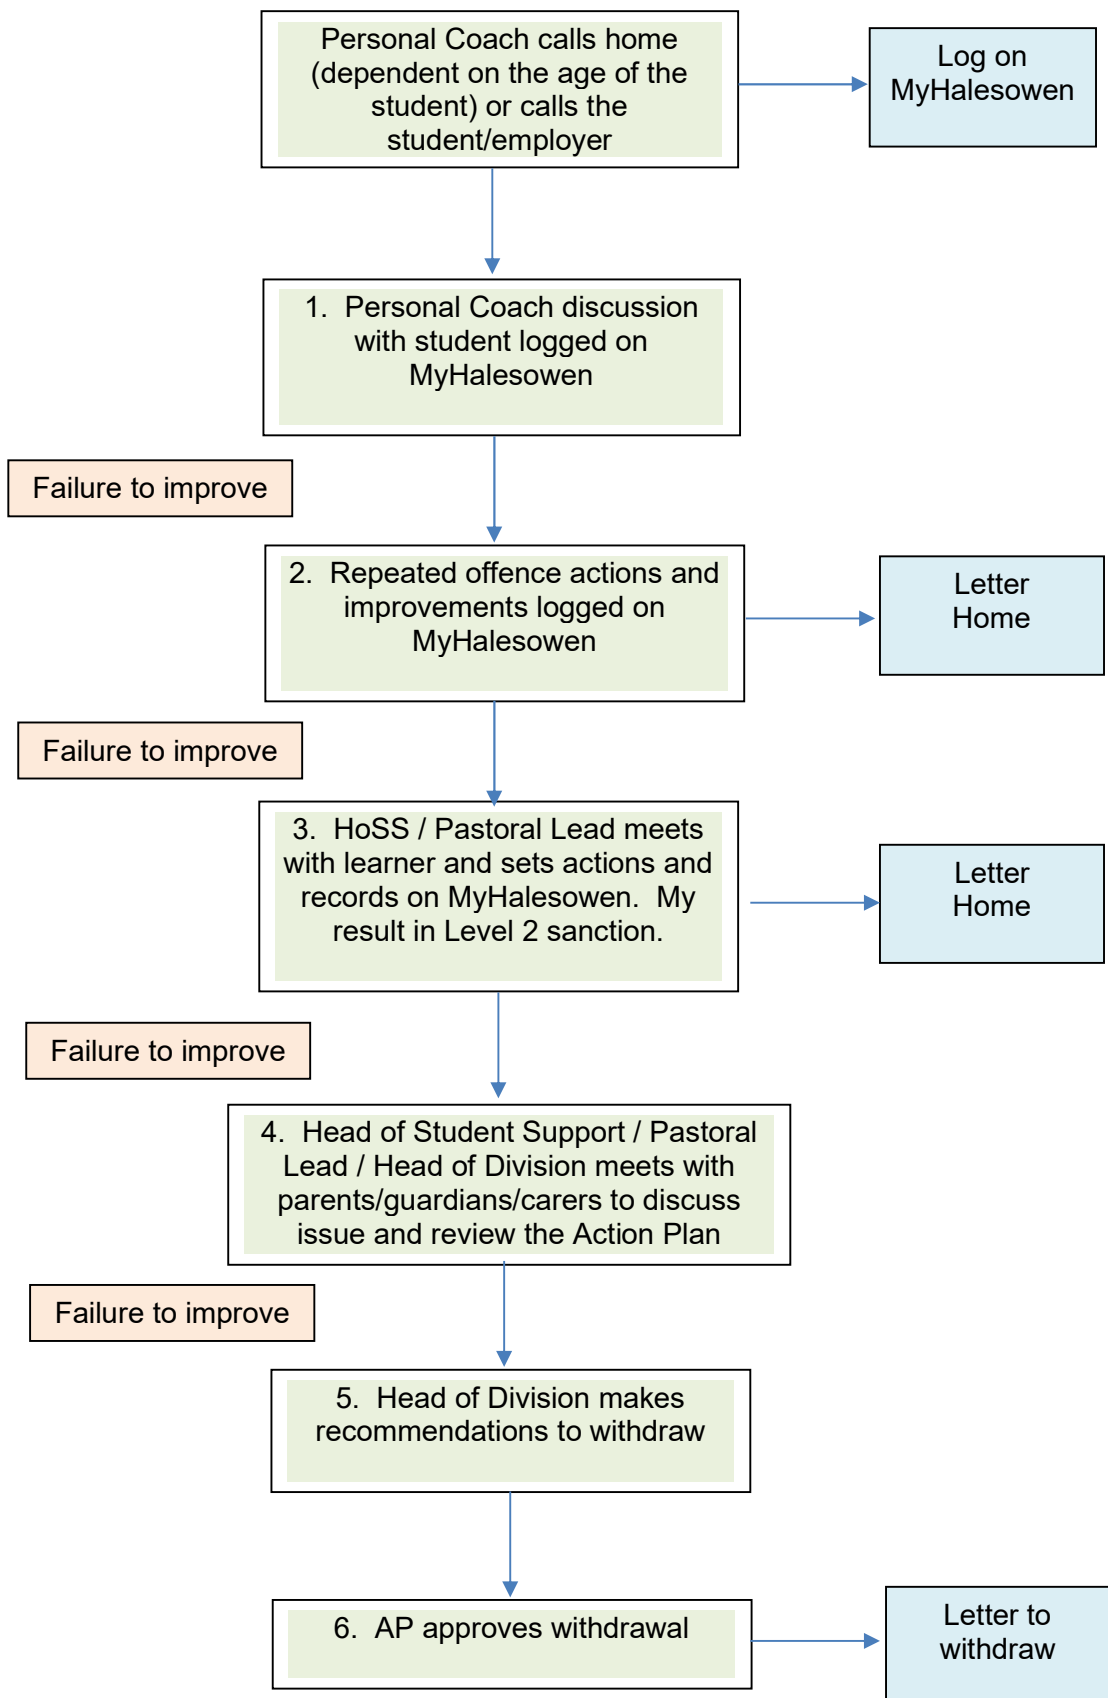 Personal Coach calls home
(dependent on the age of the
student) or calls the
student/employer
Log on
MyHalesowen
1. Personal Coach discussion
with student logged on
MyHalesowen
Failure to improve
2. Repeated offence actions and
improvements logged on
MyHalesowen
Letter
Home
Failure to improve
3. HoSS / Pastoral Lead meets
with learner and sets actions and
records on MyHalesowen. My
result in Level 2 sanction.
Letter
Home
Failure to improve
4. Head of Student Support / Pastoral
Lead / Head of Division meets with
parents/guardians/carers to discuss
issue and review the Action Plan
Failure to improve
5. Head of Division makes
recommendations to withdraw
6. AP approves withdrawal
Letter to
withdraw